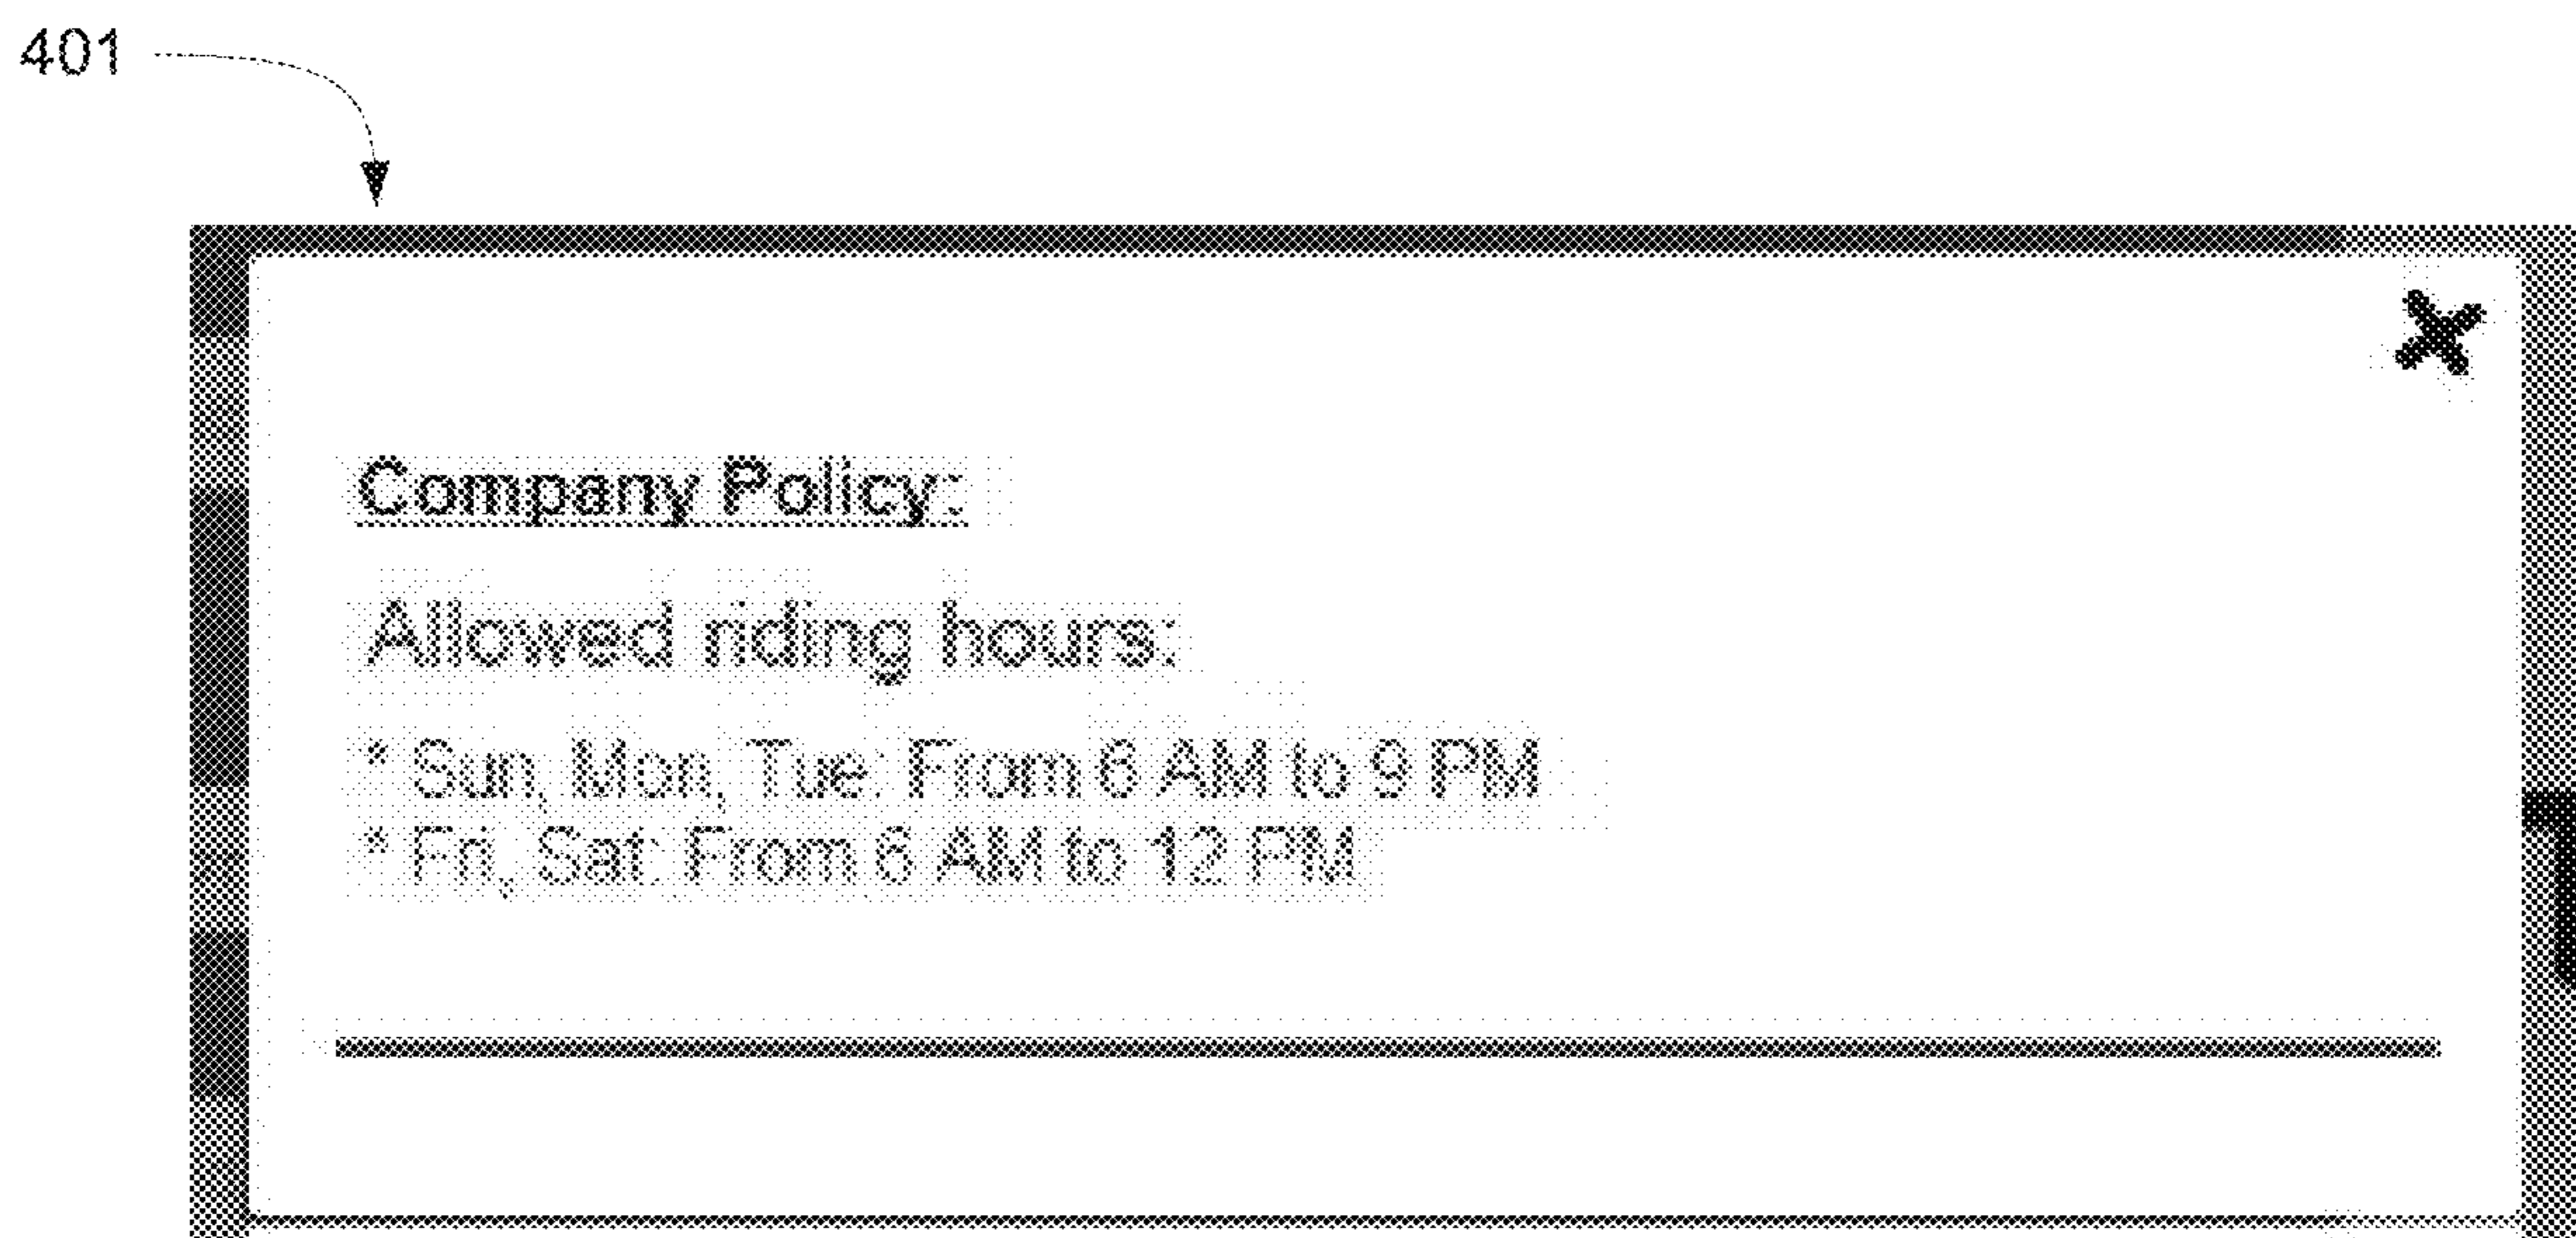 401
Company Policy:
Allowed riding hours:
* Sun, Mon, Tue: From 6 AM to 9 PM
* Fri, Sat: From 6 AM to 12 PM